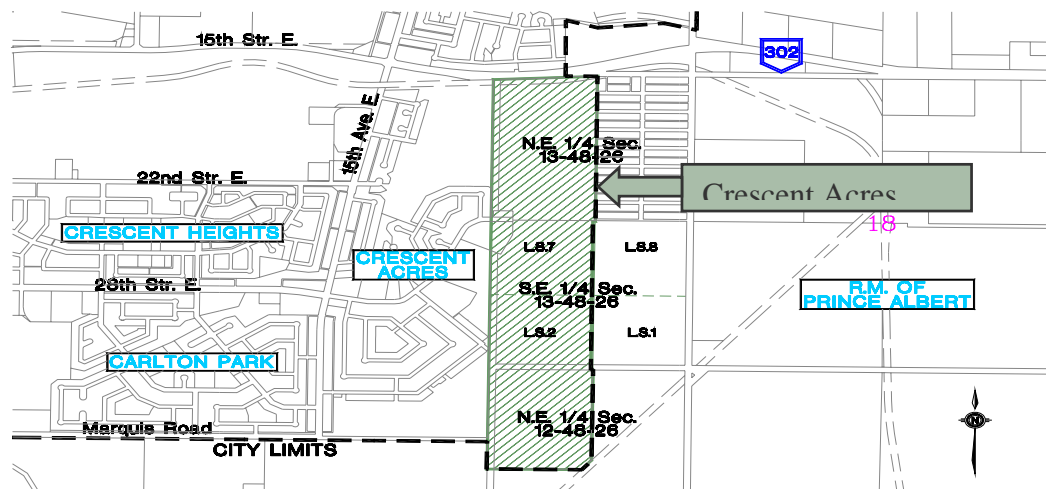 15th Str. E.
302
15th Ave. E.
N.E. 1/4 Sec.
13-48-26
22nd Str. E.
Crescent Acres
18
CRESCENT HEIGHTS
L.S.7
L.S.8
CRESCENT
ACRES
28th Str. E.
S.E. 1/4 Sec.
13-48-26
R.M. OF
PRINCE ALBERT
L.S.2
L.S.1
CARLTON PARK
N.E. 1/4 Sec.
12-48-26
Marquis Road
CITY LIMITS
N